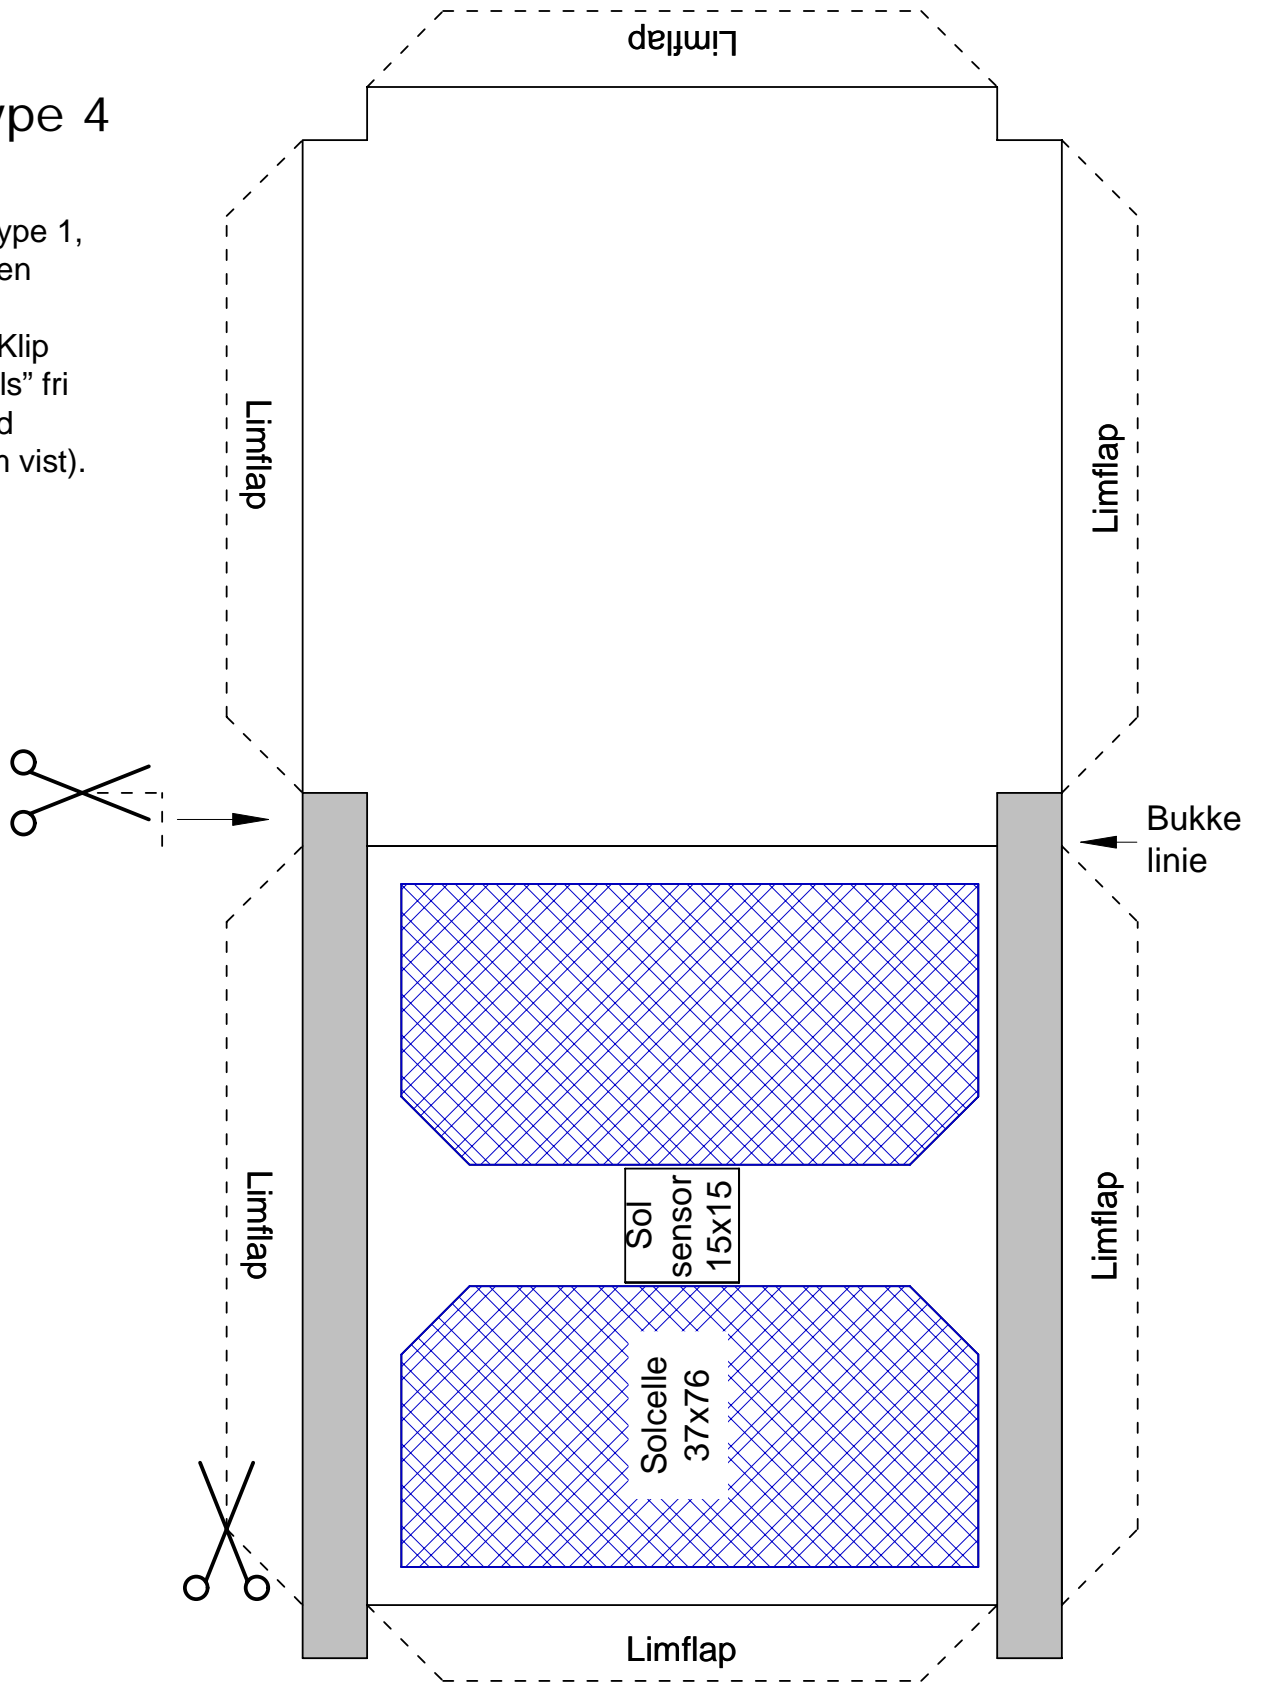 Limflap
ype 4
ype 1,
en
Klip
ls” fri
d
n vist).
Limflap
Limflap
Bukke
linie
Limflap
Sol
sensor
15x15
Limflap
Solcelle
37x76
Limflap